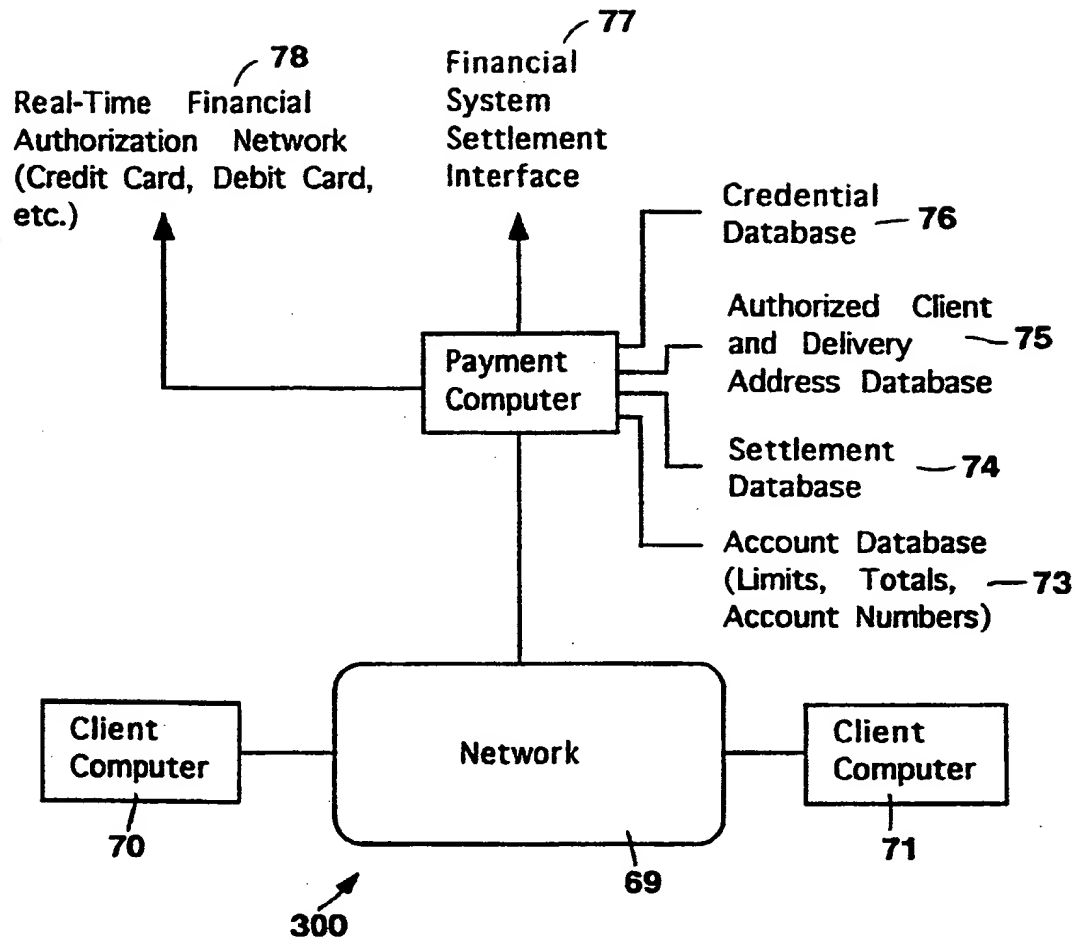 78
Real-Time Financial
Authorization Network
(Credit Card, Debit Card,
etc.)
77
Financial
System
Settlement
Interface
Credential
Database
76
Authorized Client
and Delivery
Address Database
75
Payment
Computer
Settlement
Database
74
Account Database
(Limits, Totals,
Account Numbers)
73
Client
Computer
70
Network
69
Client
Computer
71
300